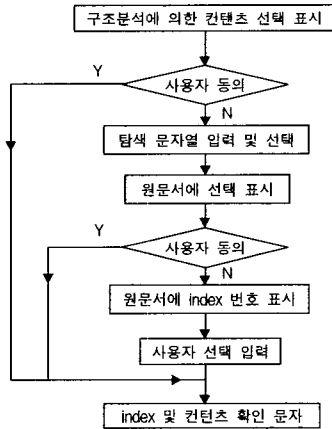 구조분석에 의한 컨탠츠 선택 표시
Y
사용자 동의
N
탐색 문자열 입력 및 선택
원문서에 선택 표시
Y
사용자 동의
N
원문서에 index 번호 표시
사용자 선택 입력
index 및 컨턴츠 확인 문자